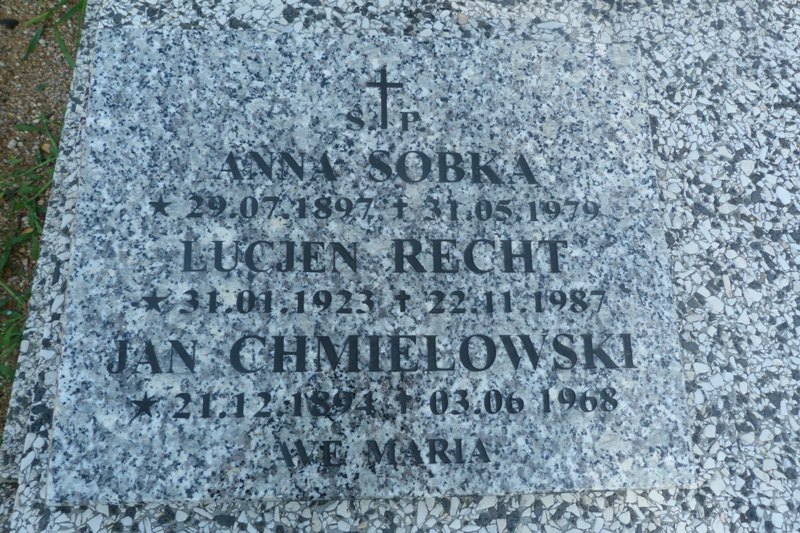 Ś P
ANNA SOBKA
★ 29.07.1897 ✝ 31.05.1979
LUCJEN RECHT
★ 31.01.1923 ✝ 22.11.1987
JAN CHMIELOWSKI
★ 21.12.1894 ✝ 03.06 1968
AVE MARIA